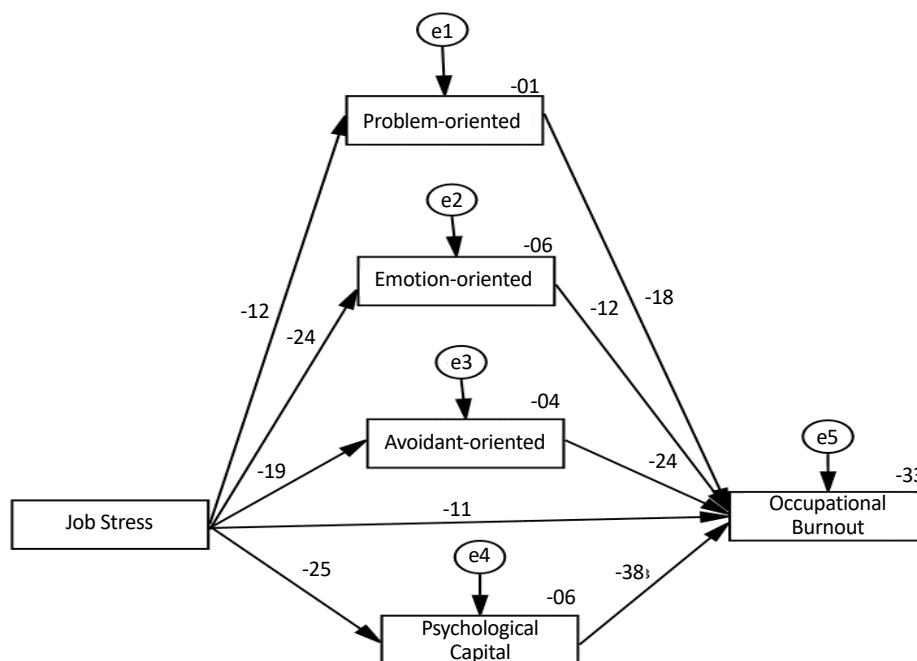 e1
-01
Problem-oriented
e2
-06
Emotion-oriented
-12
-18
-12
-24
e3
-04
Avoidant-oriented
e5
-19
-24
-33
Job Stress
-11
Occupational
Burnout
e4
-25
-38
-06
Psychological
Capital